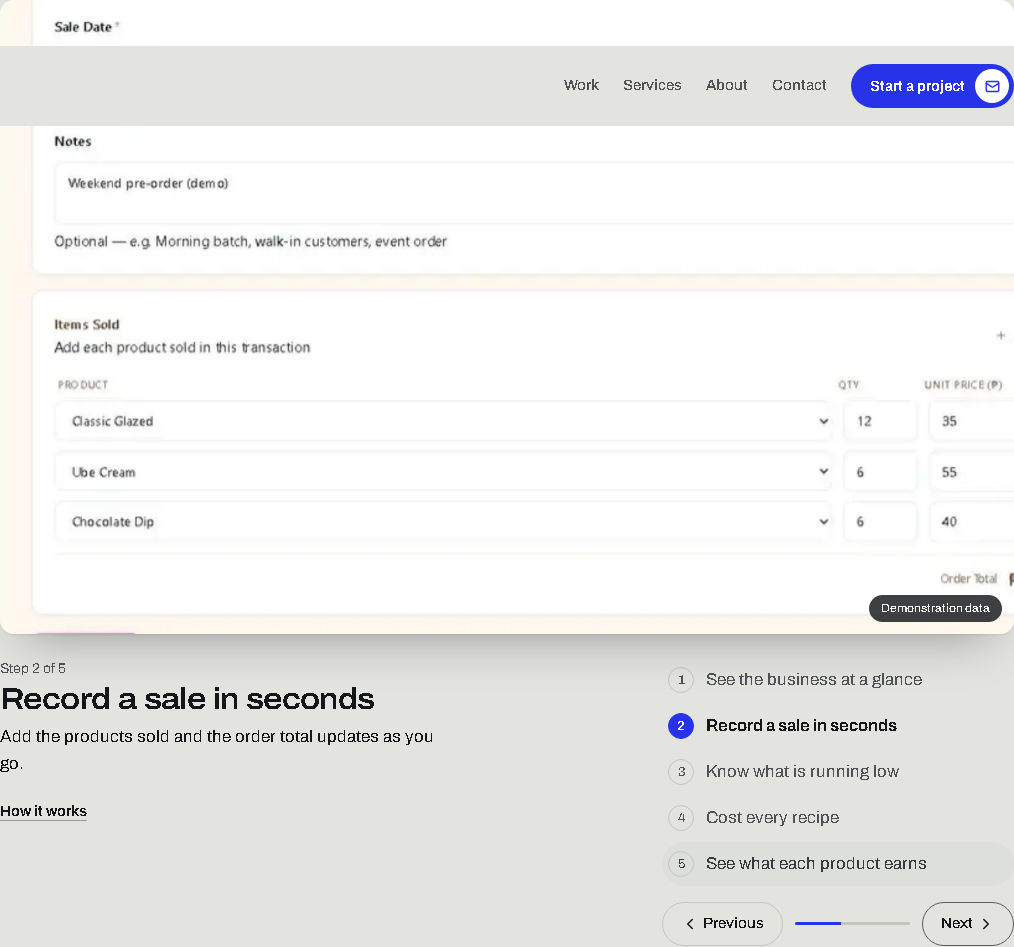 Sale Date *
Work Services About Contact Start a project
Notes
Weekend pre-order (demo)
Optional — e.g. Morning batch, walk-in customers, event order
Items Sold
Add each product sold in this transaction
+
PRODUCT QTY UNIT PRICE (₱)
Classic Glazed 12 35
Ube Cream 6 55
Chocolate Dip 6 40
Order Total
Demonstration data
Step 2 of 5
Record a sale in seconds
Add the products sold and the order total updates as you
go.
How it works
1 See the business at a glance
2 Record a sale in seconds
3 Know what is running low
4 Cost every recipe
5 See what each product earns
Previous Next